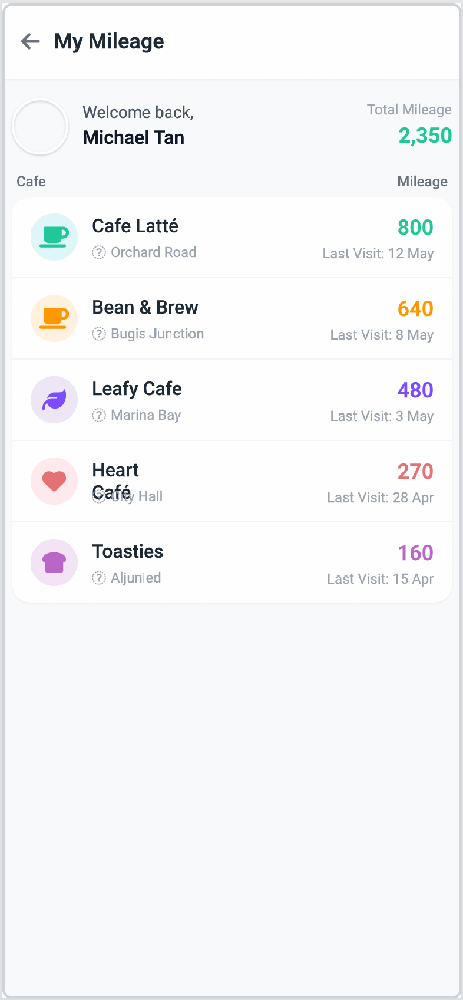 My Mileage
Welcome back,
Michael Tan
Total Mileage
2,350
Cafe
Mileage
Cafe Latté
Orchard Road
800
Last Visit: 12 May
Bean & Brew
Bugis Junction
640
Last Visit: 8 May
Leafy Cafe
Marina Bay
480
Last Visit: 3 May
Heart
Café
City Hall
270
Last Visit: 28 Apr
Toasties
Aljunied
160
Last Visit: 15 Apr